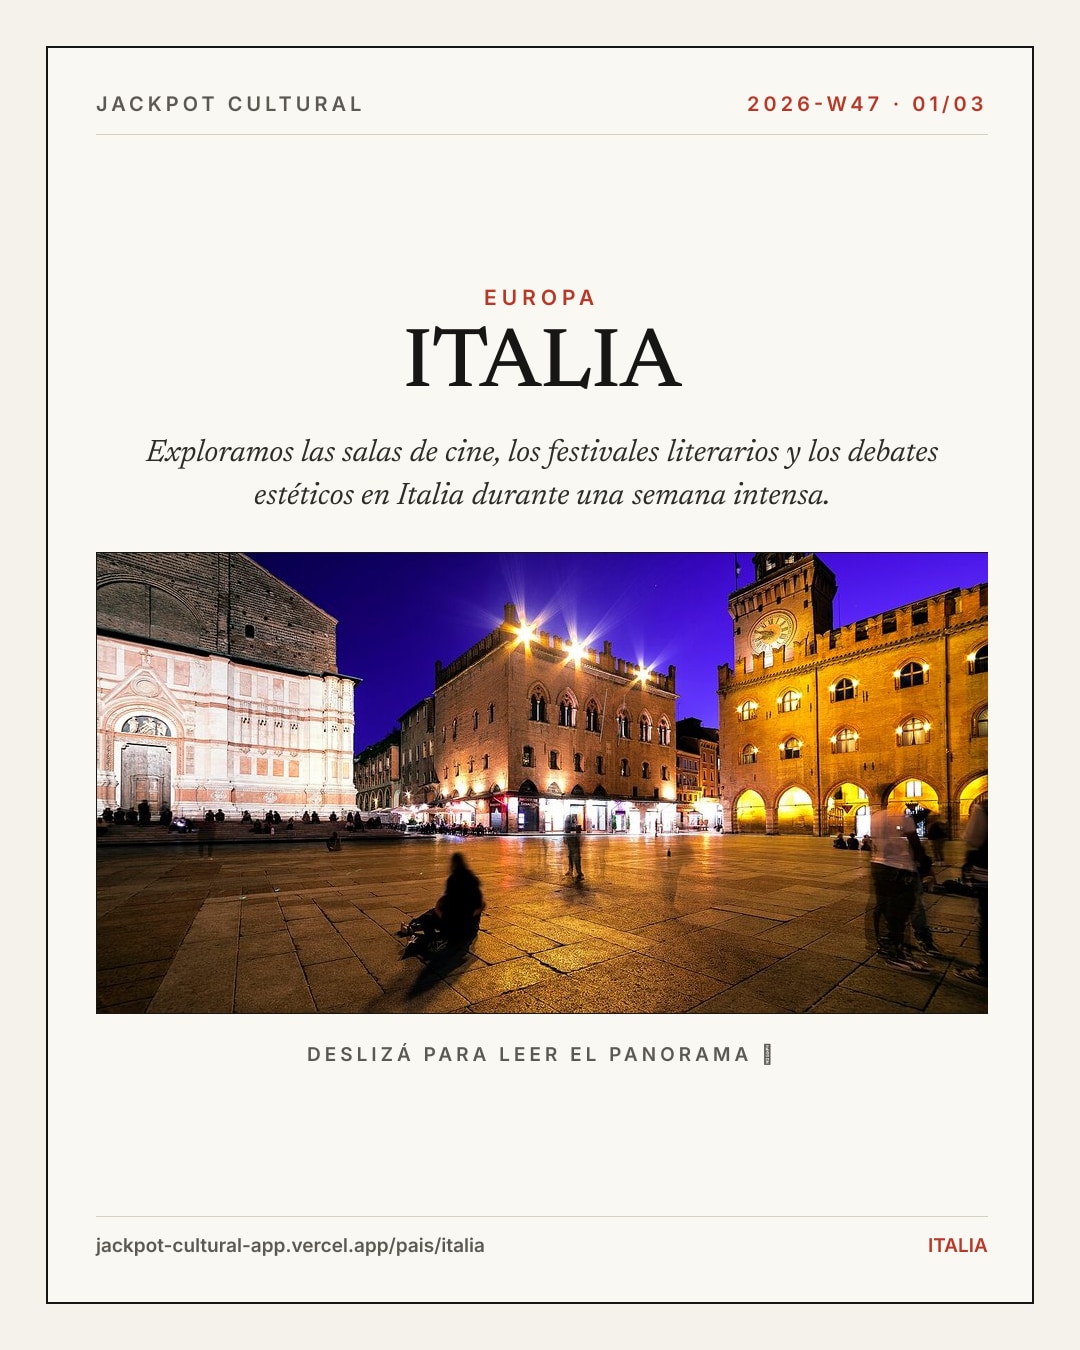 JACKPOT CULTURAL
2026-W47 · 01/03
EUROPA
ITALIA
Exploramos las salas de cine, los festivales literarios y los debates
estéticos en Italia durante una semana intensa.
DESLIZÁ PARA LEER EL PANORAMA
jackpot-cultural-app.vercel.app/pais/italia
ITALIA